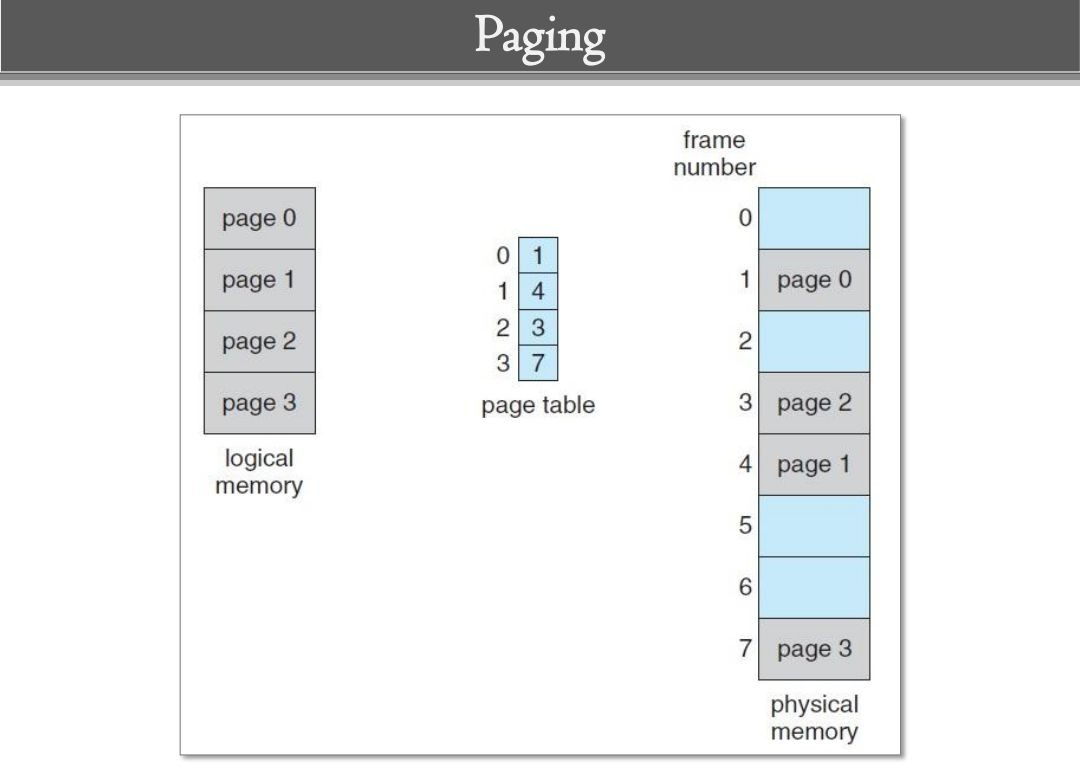 Paging
page 0
page 1
page 2
page 3
logical
memory
0 1
1 4
2 3
3 7
page table
frame
number
0
1 page 0
2
3 page 2
4 page 1
5
6
7 page 3
physical
memory